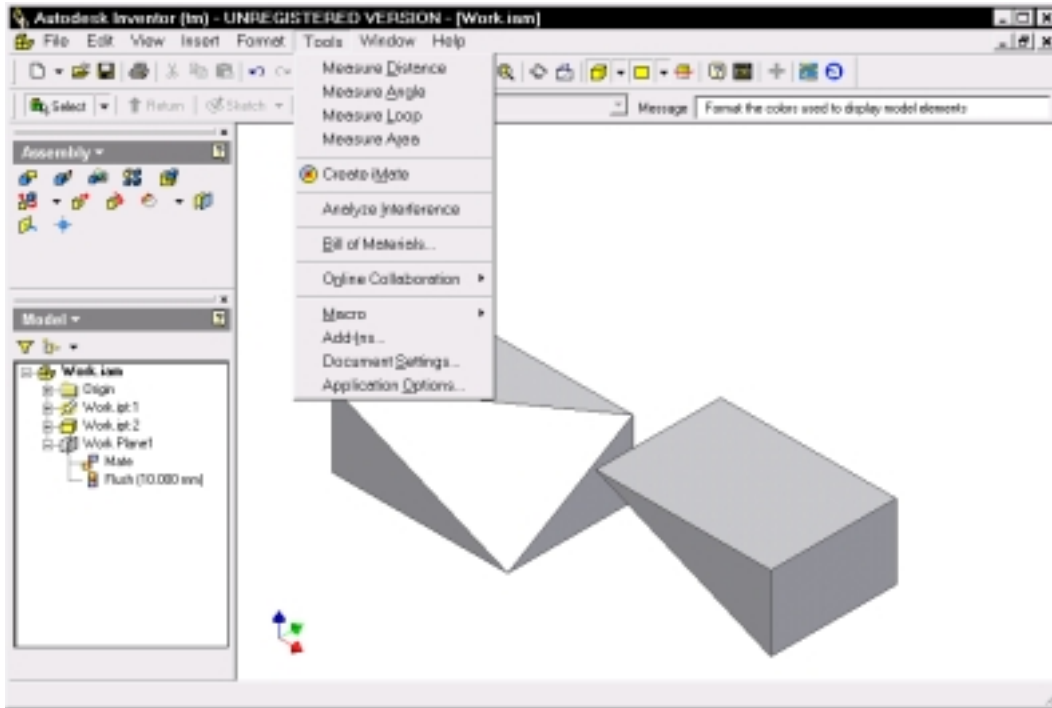 Autodesk Inventor (tm) - UNREGISTERED VERSION - [Work.iam]
File Edit View Insert Format Tools Window Help
Select Return Sketch Message Format the colors used to display model elements
Measure Distance
Measure Angle
Measure Loop
Measure Area
Create iMate
Analyze Interference
Bill of Materials...
Online Collaboration
Macro
Add-Ins...
Document Settings...
Application Options...
Assembly
Model
Work.iam
Origin
Work.ipt:1
Work.ipt:2
Work Plane1
Mate
Flush (10.000 mm)